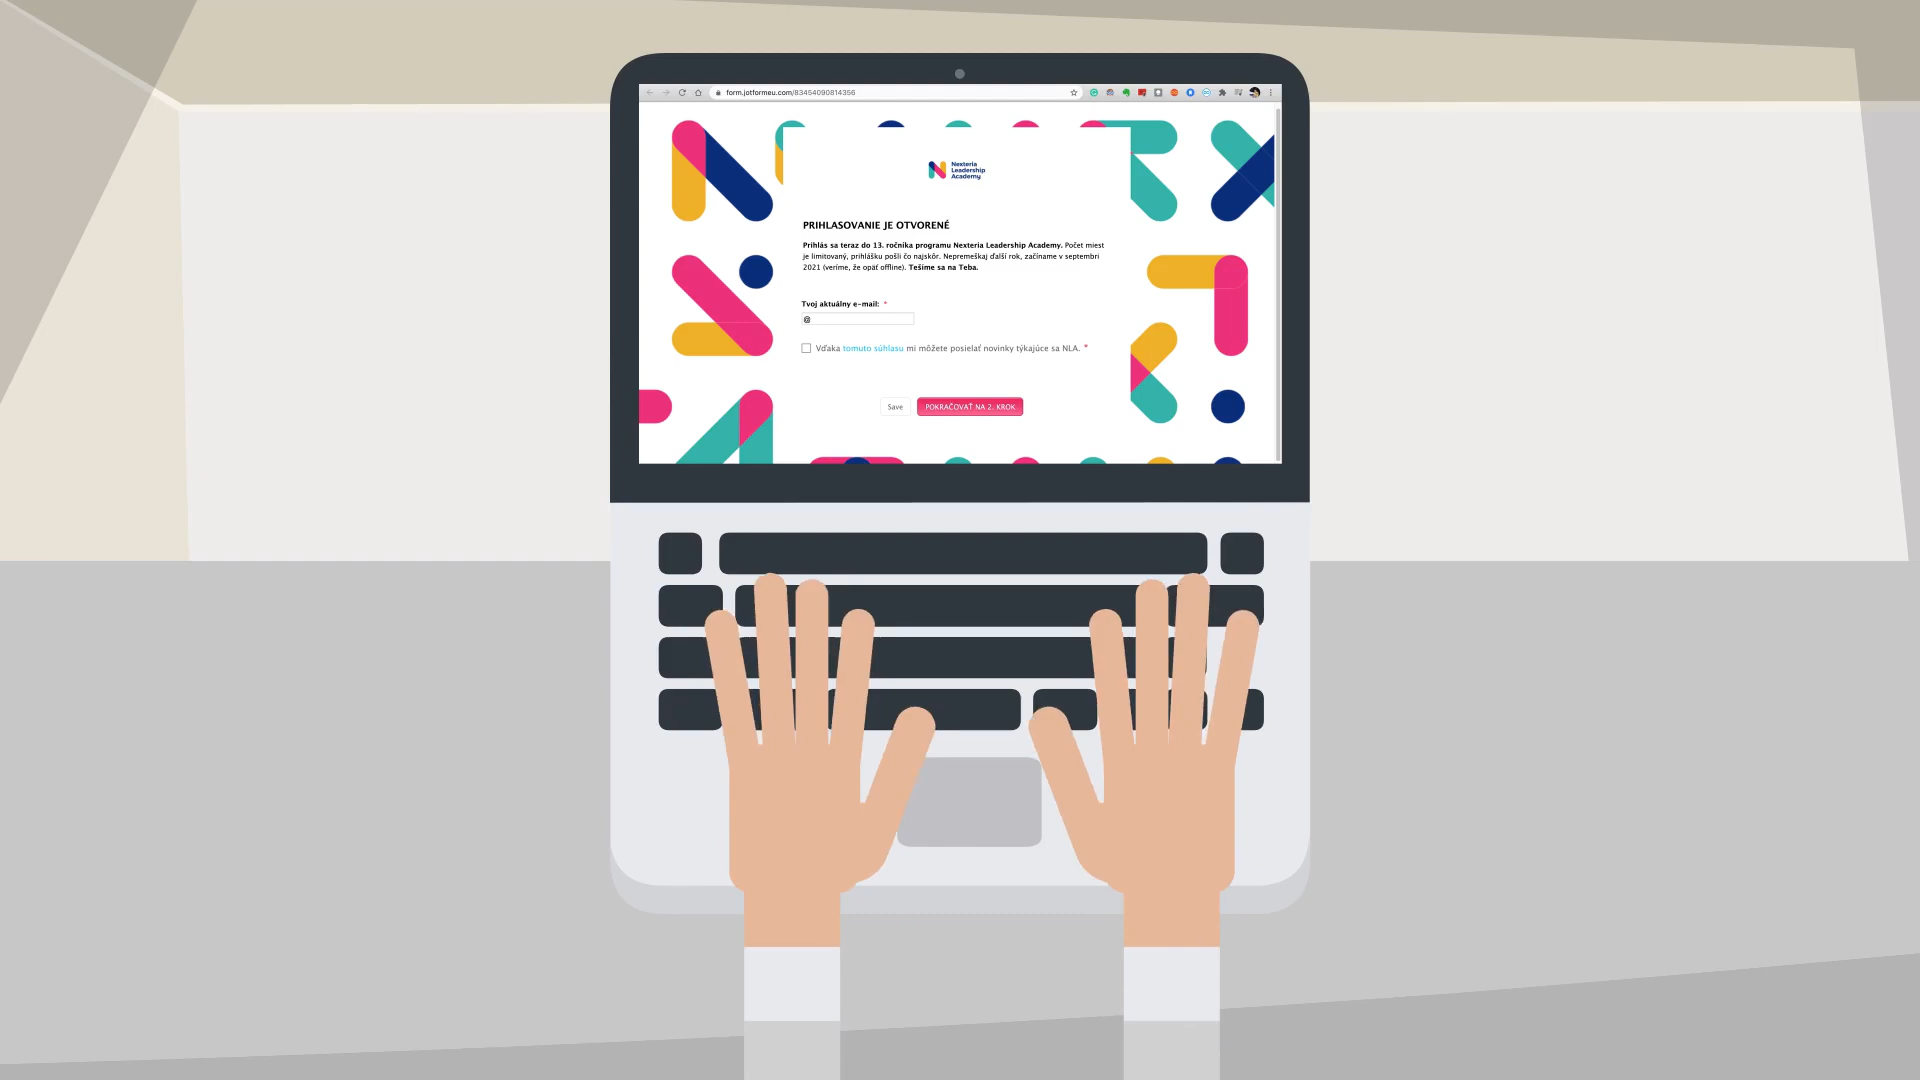 form.jotformeu.com/83454090814356
Nexteria
Leadership
Academy
PRIHLASOVANIE JE OTVORENÉ
Prihlás sa teraz do 13. ročníka programu Nexteria Leadership Academy. Počet miest
je limitovaný, prihlášku pošli čo najskôr. Nepremeškaj ďalší rok, začíname v septembri
2021 (veríme, že opäť offline). Tešíme sa na Teba.
Tvoj aktuálny e-mail: *
@
Vďaka tomuto súhlasu mi môžete posielať novinky týkajúce sa NLA. *
Save
POKRAČOVAŤ NA 2. KROK